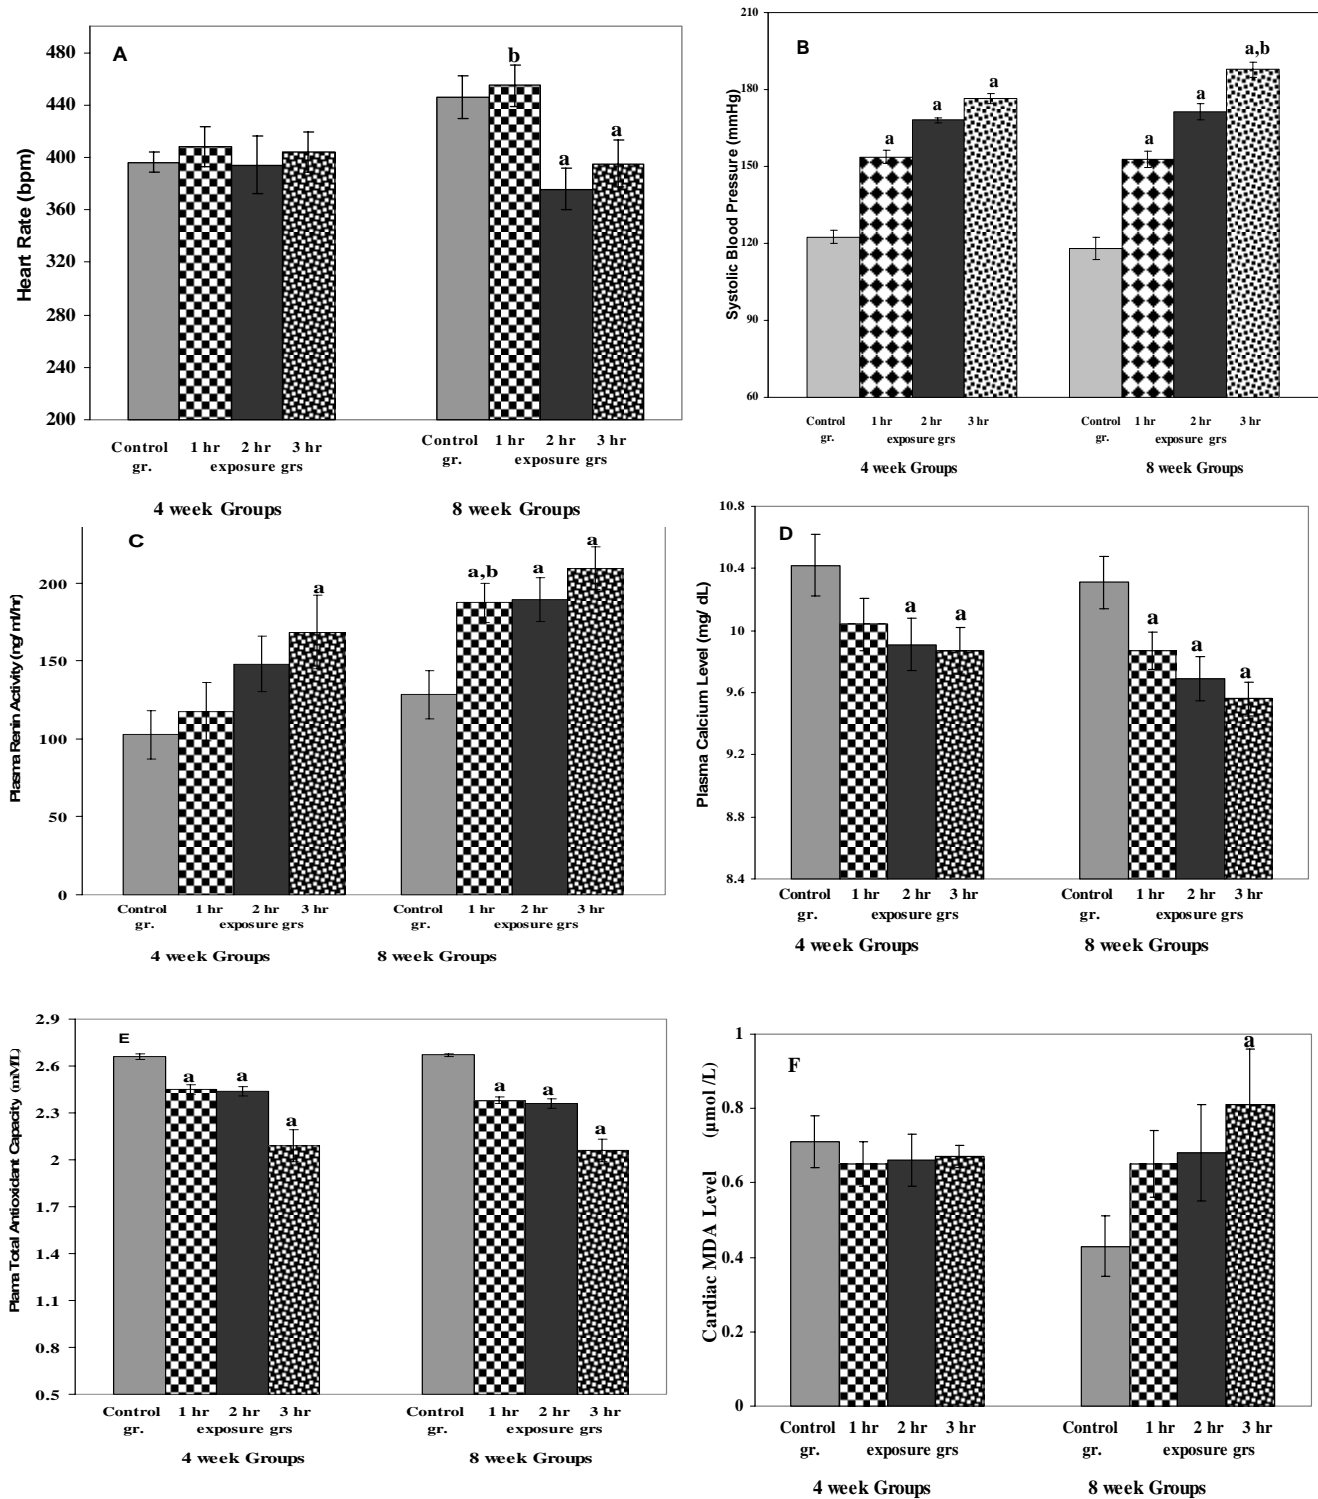 A
Heart Rate (bpm)
480
440
400
360
320
280
240
200
b
a
a
Control 1 hr 2 hr 3 hr
gr. exposure grs
4 week Groups
Control 1 hr 2 hr 3 hr
gr. exposure grs
8 week Groups
B
Systolic Blood Pressure (mmHg)
210
180
150
120
90
60
a
a
a
a
a
a,b
Control 1 hr 2 hr 3 hr
gr. exposure grs
4 week Groups
Control 1 hr 2 hr 3 hr
gr. exposure grs
8 week Groups
C
Plasma Renin Activity (ng/ ml/hr)
200
150
100
50
0
a
a,b
a
a
Control 1 hr 2 hr 3 hr
gr. exposure grs
4 week Groups
Control 1 hr 2 hr 3 hr
gr. exposure grs
8 week Groups
D
Plasma Calcium Level (mg/ dL)
10.8
10.4
10
9.6
9.2
8.8
8.4
a
a
a
a
a
Control 1 hr 2 hr 3 hr
gr. exposure grs
4 week Groups
Control 1 hr 2 hr 3 hr
gr. exposure grs
8 week Groups
E
Plama Total Antioxidant Capacity (mM/L)
2.9
2.6
2.3
2
1.7
1.4
1.1
0.8
0.5
a
a
a
a
a
a
Control 1 hr 2 hr 3 hr
gr. exposure grs
4 week Groups
Control 1 hr 2 hr 3 hr
gr. exposure grs
8 week Groups
F
Cardiac MDA Level (µmol /L)
1
0.8
0.6
0.4
0.2
0
a
Control 1 hr 2 hr 3 hr
gr. exposure grs
4 week Groups
Control 1 hr 2 hr 3 hr
gr. exposure grs
8 week Groups